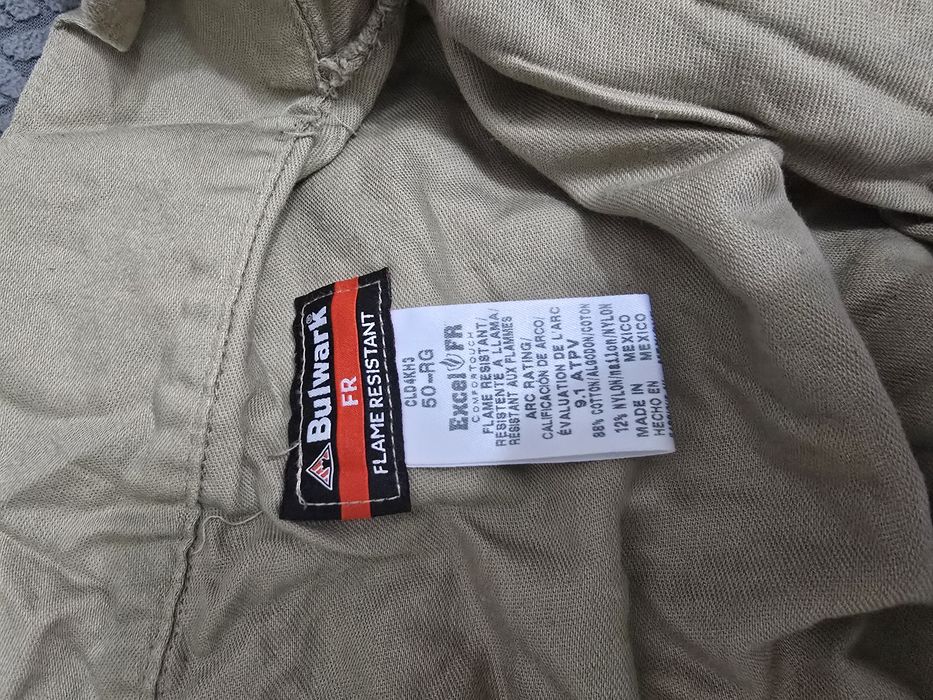 Bulwark®
FR
FLAME RESISTANT
CLD4KH3
50-RG
Excel FR
COMFORTOUCH
FLAME RESISTANT/
RESISTENTE A LLAMA/
RÉSISTANT AUX FLAMMES
ARC RATING/
CALIFICACIÓN DE ARCO/
ÉVALUATION DE L'ARC
9.1 ATPV
88% COTTON/ALGODON/COTON
12% NYLON/nailon/NYLON
MADE IN MEXICO
HECHO EN MEXICO